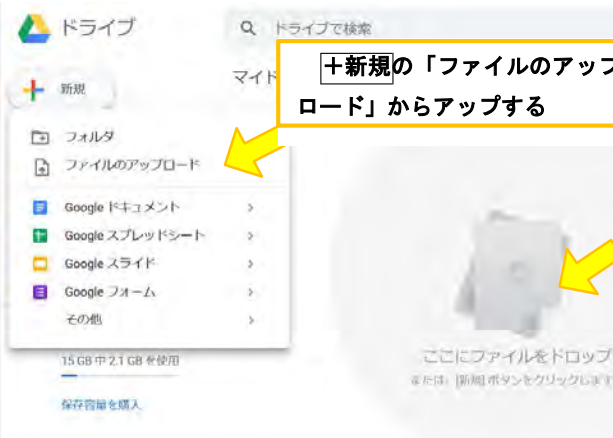 ドライブ
ドライブで検索
マイド
+新規の「ファイルのアップ
ロード」からアップする
新規
フォルダ
ファイルのアップロード
Google ドキュメント
Google スプレッドシート
Google スライド
Google フォーム
その他
15 GB 中 2.1 GB を使用
保存容量を購入
ここにファイルをドロップ
または、[新規] ボタンをクリックします